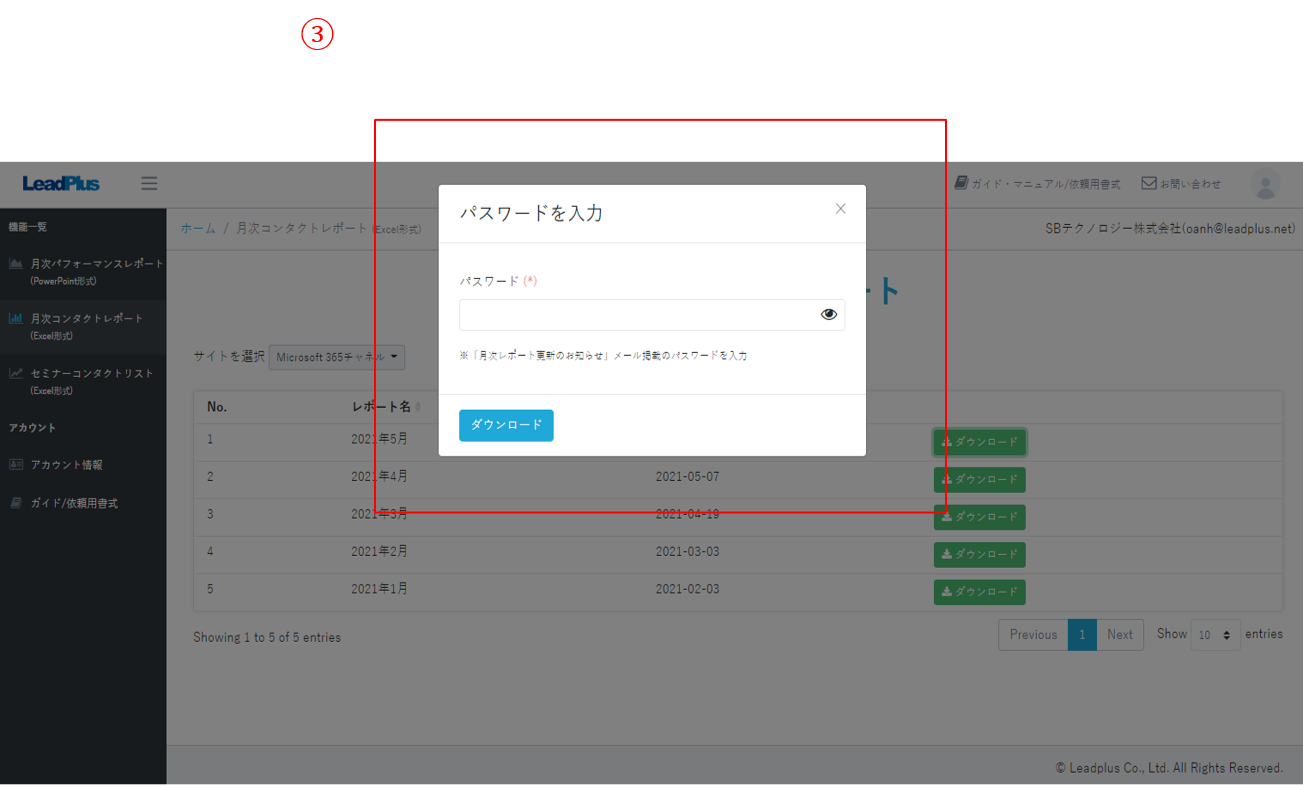 ③
LeadPlus
ガイド・マニュアル/依頼用書式
お問い合わせ
機能一覧
ホーム / 月次コンタクトレポート (Excel形式)
SBテクノロジー株式会社(oanh@leadplus.net)
月次パフォーマンスレポート
(PowerPoint形式)
月次コンタクトレポート
(Excel形式)
セミナーコンタクトリスト
(Excel形式)
アカウント
アカウント情報
ガイド/依頼用書式
パスワードを入力
×
パスワード (*)
※「月次レポート更新のお知らせ」メール掲載のパスワードを入力
ダウンロード
ート
サイトを選択 Microsoft 365チャネル
No. レポート名
1 2021年5月 ダウンロード
2 2021年4月 2021-05-07 ダウンロード
3 2021年3月 2021-04-19 ダウンロード
4 2021年2月 2021-03-03 ダウンロード
5 2021年1月 2021-02-03 ダウンロード
Showing 1 to 5 of 5 entries
Previous 1 Next Show 10 entries
© Leadplus Co., Ltd. All Rights Reserved.